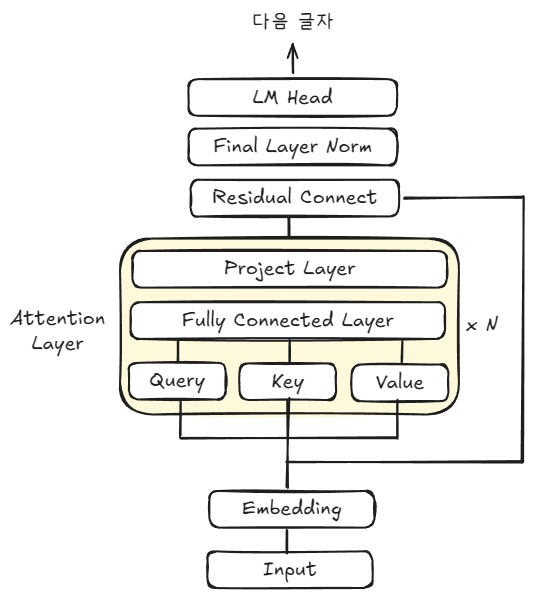 다음 글자
LM Head
Final Layer Norm
Residual Connect
Project Layer
Fully Connected Layer
Attention
Layer
x N
Query
Key
Value
Embedding
Input